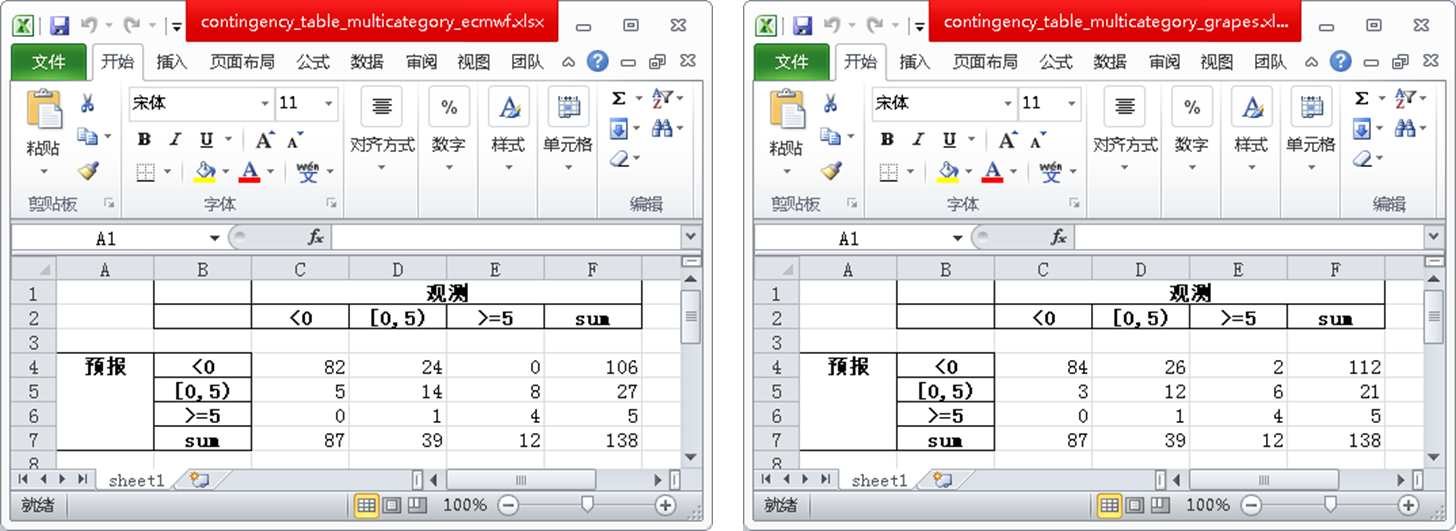 contingency_table_multicategory_ecmwf.xlsx
文件 开始 插入 页面布局 公式 数据 审阅 视图 团队
宋体 11
粘贴 B I U A A 对齐方式 % 数字 样式 单元格 Σ
A wén 文
剪贴板 字体 编辑
A1 fx
A B C D E F
1 观测
2 <0 [0,5) >=5 sum
3
4 预报 <0 82 24 0 106
5 [0,5) 5 14 8 27
6 >=5 0 1 4 5
7 sum 87 39 12 138
8
sheet1
就绪 100%
contingency_table_multicategory_grapes.xl...
文件 开始 插入 页面布局 公式 数据 审阅 视图 团队
宋体 11
粘贴 B I U A A 对齐方式 % 数字 样式 单元格 Σ
A wén 文
剪贴板 字体 编辑
A1 fx
A B C D E F
1 观测
2 <0 [0,5) >=5 sum
3
4 预报 <0 84 26 2 112
5 [0,5) 3 12 6 21
6 >=5 0 1 4 5
7 sum 87 39 12 138
8
sheet1
就绪 100%